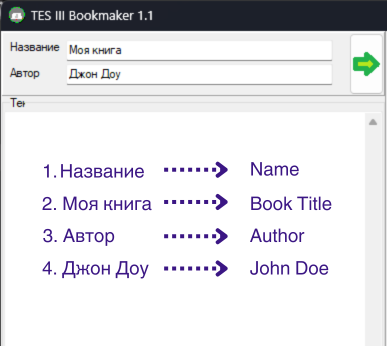 TES III Bookmaker 1.1
Название Моя книга
Автор Джон Доу
1. Название Name
2. Моя книга Book Title
3. Автор Author
4. Джон Доу John Doe